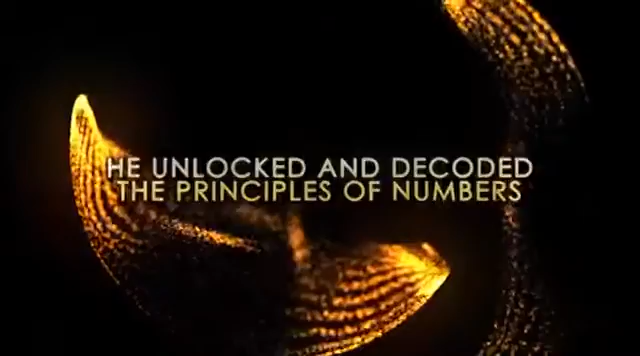 HE UNLOCKED AND DECODED
THE PRINCIPLES OF NUMBERS